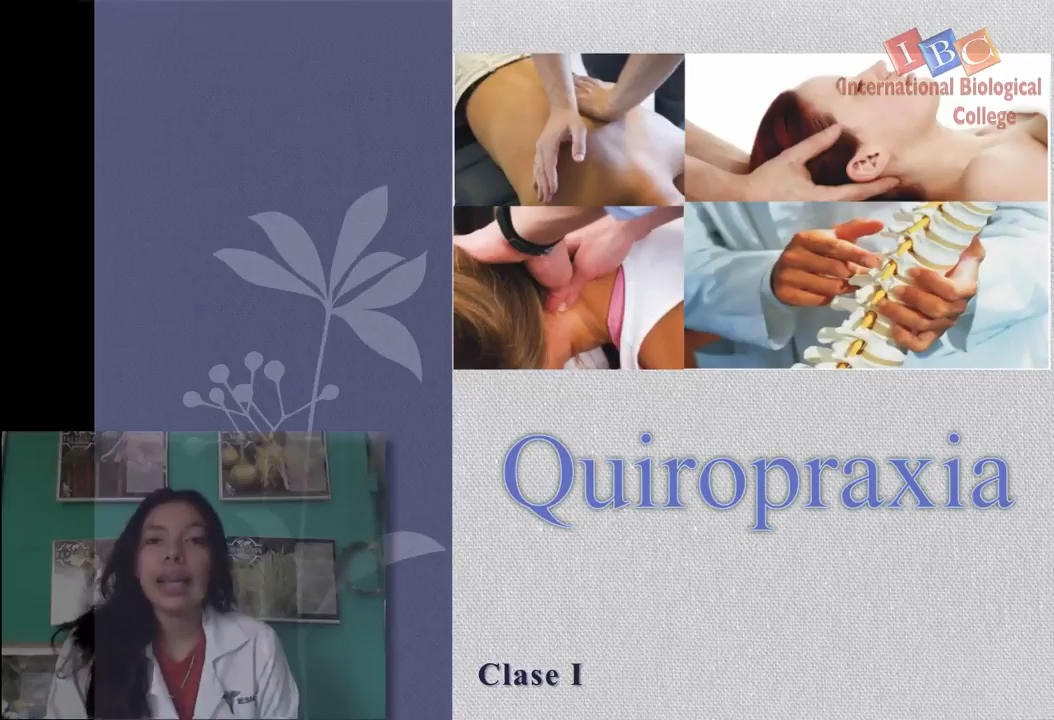 IBC
International Biological
College
Quiropraxia
Clase I